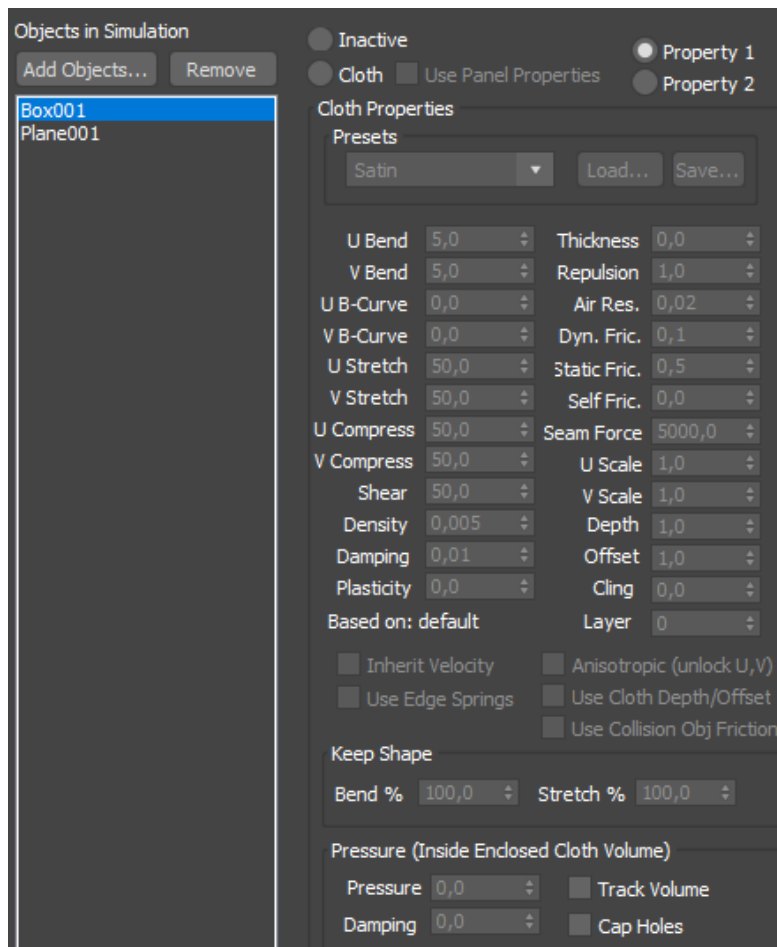 Objects in Simulation
Add Objects... Remove
Box001
Plane001
Inactive
Cloth Use Panel Properties
Property 1
Property 2
Cloth Properties
Presets
Satin Load... Save...
U Bend 5,0 Thickness 0,0
V Bend 5,0 Repulsion 1,0
U B-Curve 0,0 Air Res. 0,02
V B-Curve 0,0 Dyn. Fric. 0,1
U Stretch 50,0 Static Fric. 0,5
V Stretch 50,0 Self Fric. 0,0
U Compress 50,0 Seam Force 5000,0
V Compress 50,0 U Scale 1,0
Shear 50,0 V Scale 1,0
Density 0,005 Depth 1,0
Damping 0,01 Offset 1,0
Plasticity 0,0 Cling 0,0
Based on: default Layer 0
Inherit Velocity Anisotropic (unlock U,V)
Use Edge Springs Use Cloth Depth/Offset
Use Collision Obj Friction
Keep Shape
Bend % 100,0 Stretch % 100,0
Pressure (Inside Enclosed Cloth Volume)
Pressure 0,0 Track Volume
Damping 0,0 Cap Holes